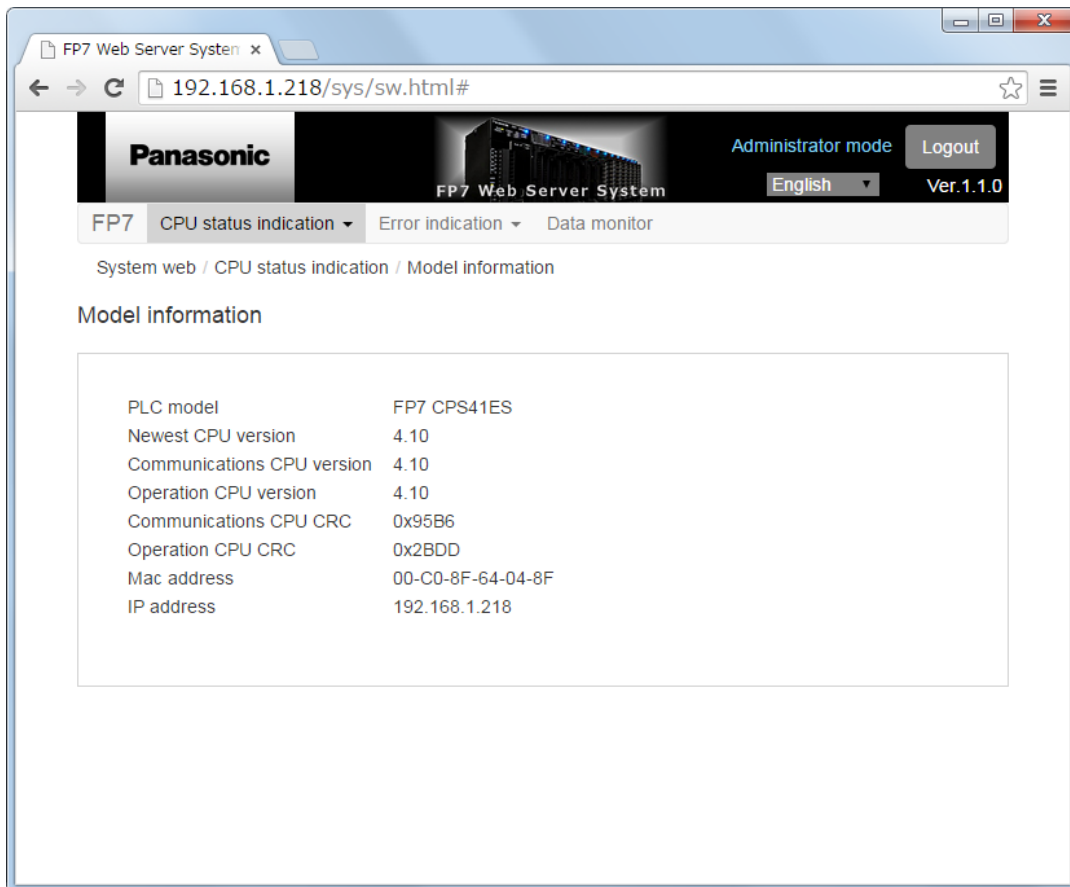 FP7 Web Server System
192.168.1.218/sys/sw.html#
Panasonic
FP7 Web Server System
Administrator mode Logout
English Ver.1.1.0
FP7 CPU status indication Error indication Data monitor
System web / CPU status indication / Model information
Model information
PLC model FP7 CPS41ES
Newest CPU version 4.10
Communications CPU version 4.10
Operation CPU version 4.10
Communications CPU CRC 0x95B6
Operation CPU CRC 0x2BDD
Mac address 00-C0-8F-64-04-8F
IP address 192.168.1.218